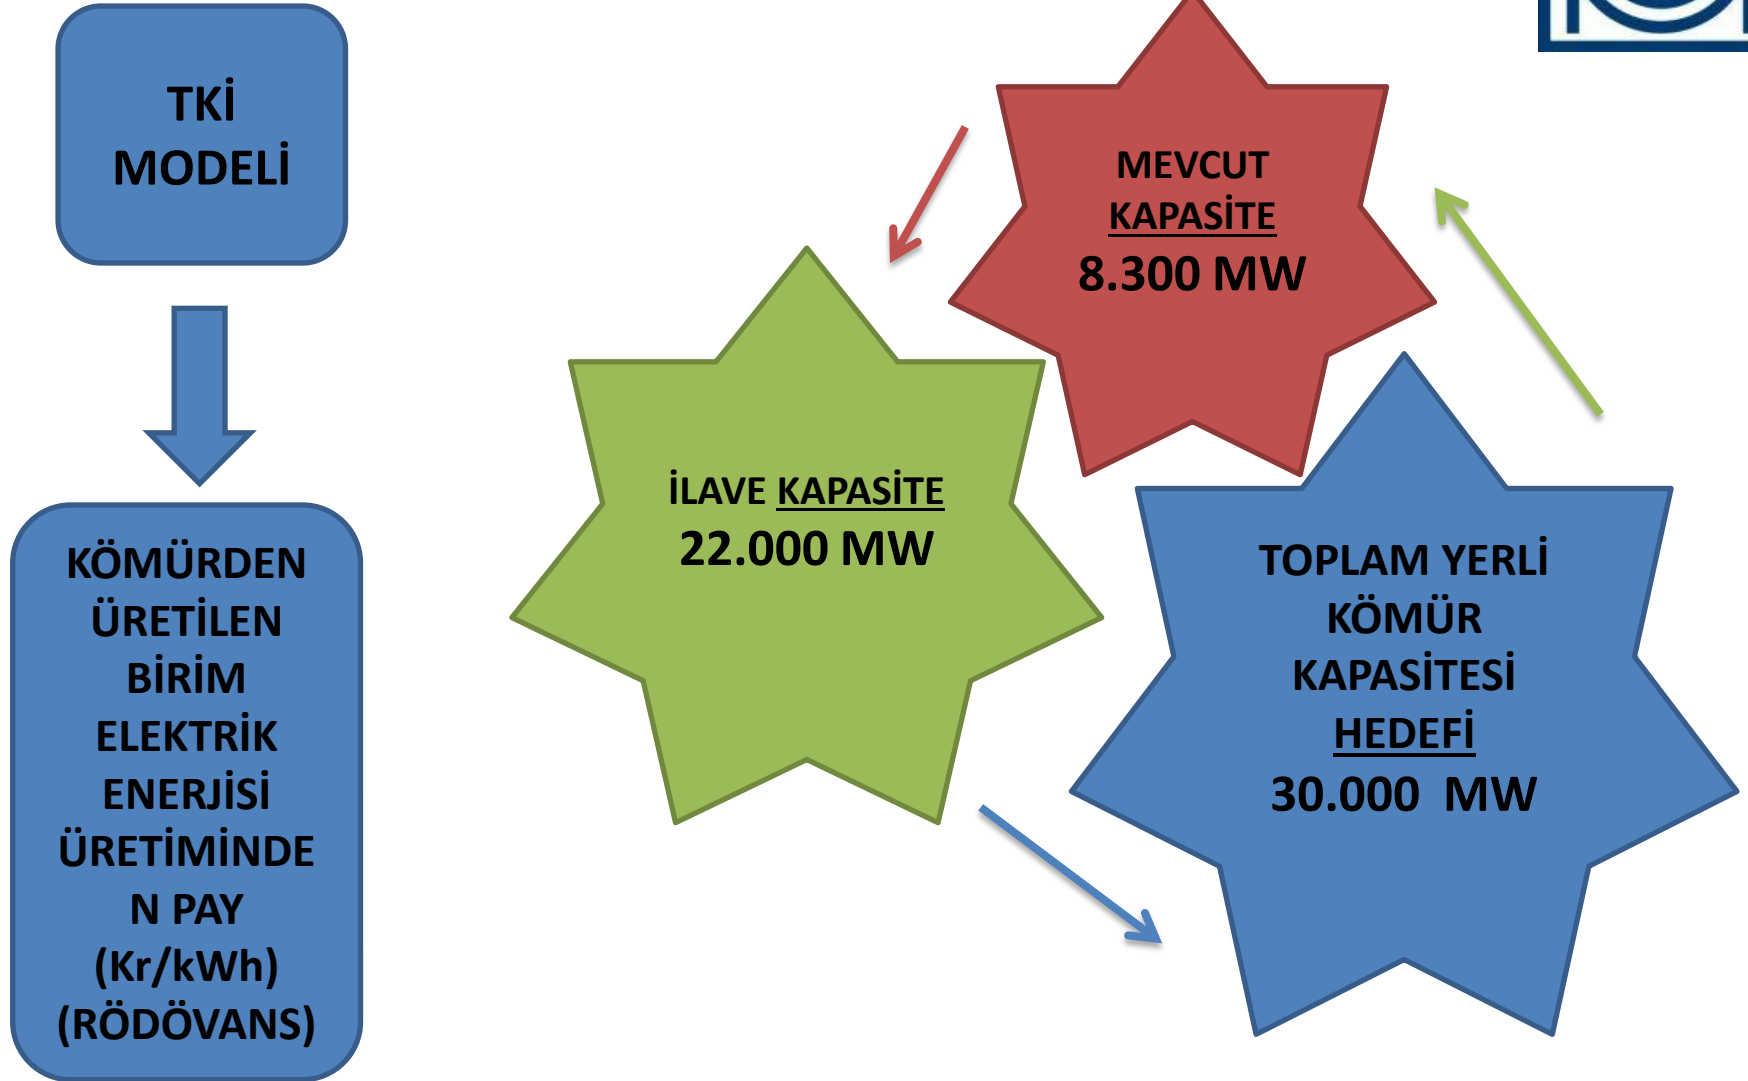 TKİ
MODELİ
KÖMÜRDEN
ÜRETİLEN
BİRİM
ELEKTRİK
ENERJİSİ
ÜRETİMİNDE
N PAY
(Kr/kWh)
(RÖDÖVANS)
MEVCUT
KAPASİTE
8.300 MW
İLAVE KAPASİTE
22.000 MW
TOPLAM YERLİ
KÖMÜR
KAPASİTESİ
HEDEFİ
30.000 MW